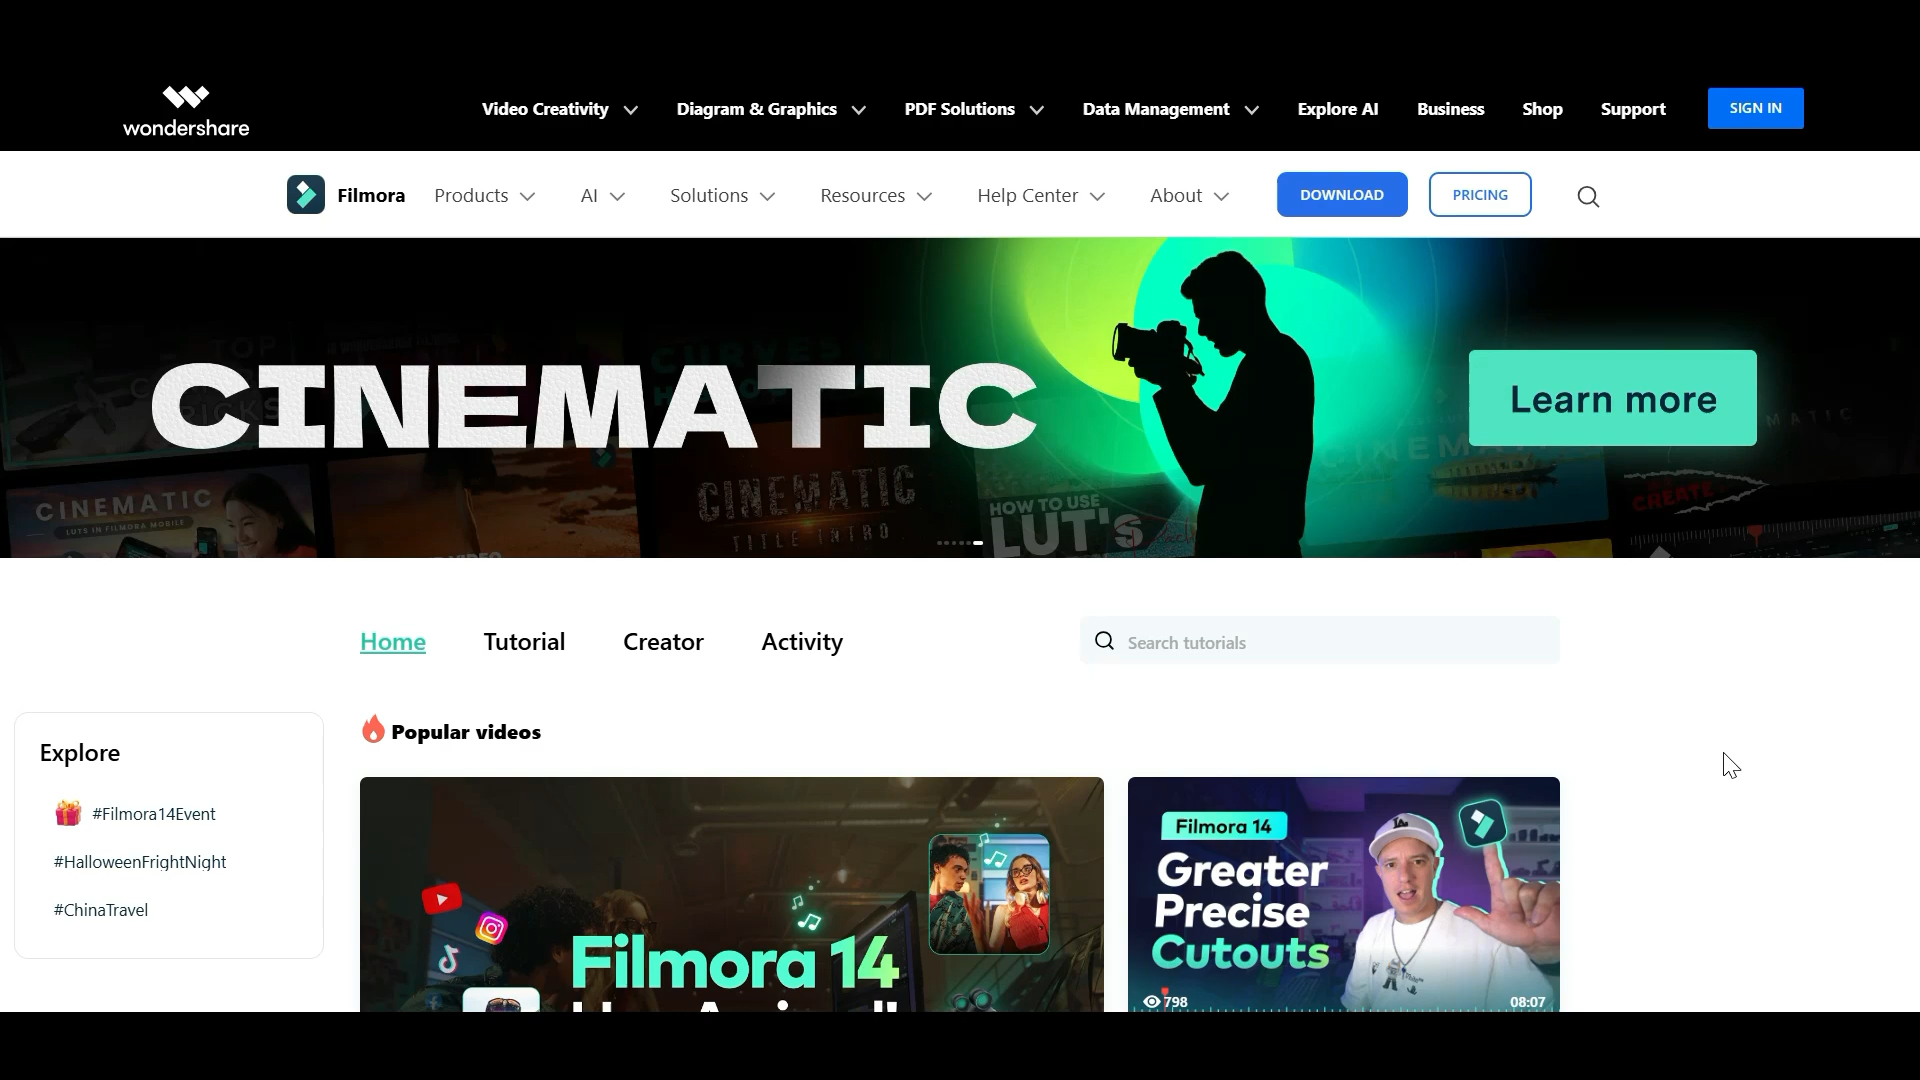 wondershare
Video Creativity
Diagram & Graphics
PDF Solutions
Data Management
Explore AI
Business
Shop
Support
SIGN IN
Filmora
Products
AI
Solutions
Resources
Help Center
About
DOWNLOAD
PRICING
CINEMATIC
Learn more
CINEMATIC
LUTS IN FILMORA MOBILE
CINEMATIC
TITLE INTRO
HOW TO USE
LUT's
CREATE
Home
Tutorial
Creator
Activity
Search tutorials
Explore
#Filmora14Event
#HalloweenFrightNight
#ChinaTravel
Popular videos
Filmora 14
Filmora 14
Greater
Precise
Cutouts
798
08:07